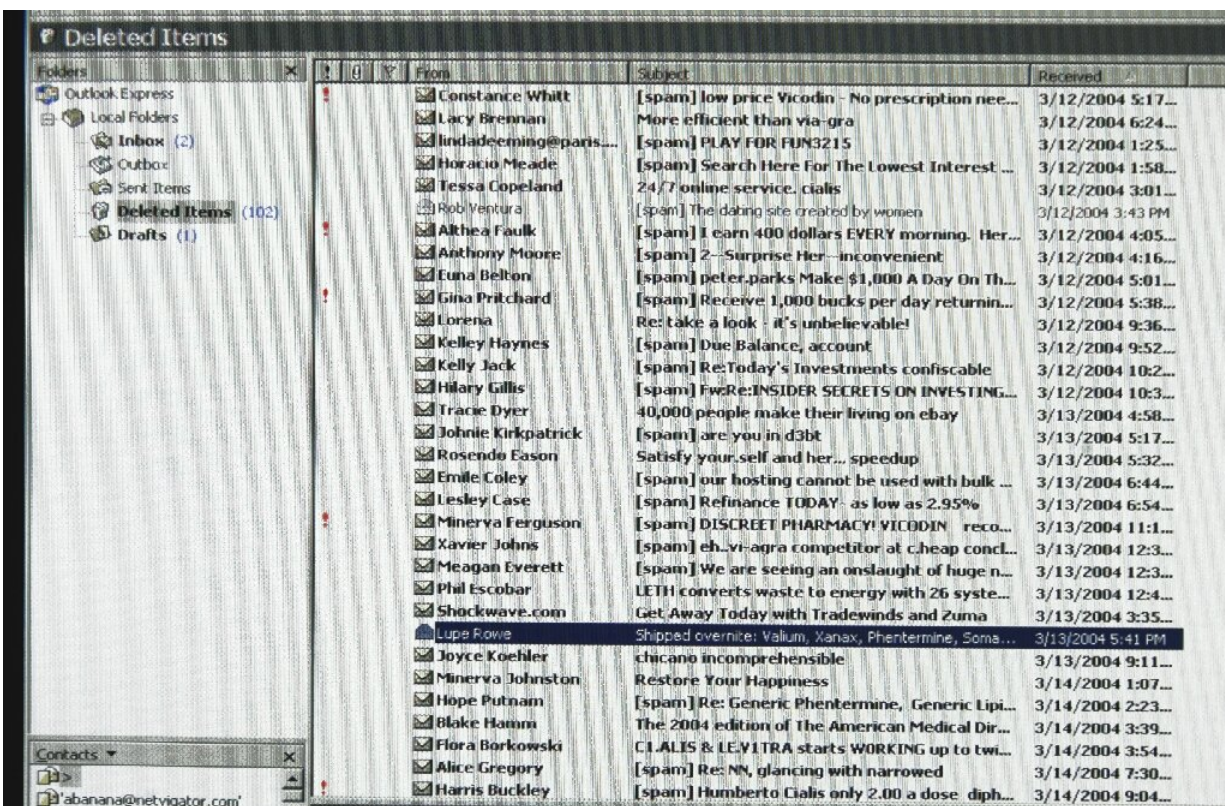 Deleted Items
Folders
Outlook Express
Local Folders
Inbox (2)
Outbox
Sent Items
Deleted Items (102)
Drafts (1)
Contacts
'abanana@netvigator.com'
! From Subject Received
Constance Whitt [spam] low price Vicodin - No prescription nee... 3/12/2004 5:17...
Lacy Brennan More efficient than via-gra 3/12/2004 6:24...
lindadeeming@paris.... [spam] PLAY FOR FUN3215 3/12/2004 1:25...
Horacio Meade [spam] Search Here For The Lowest Interest ... 3/12/2004 1:58...
Tessa Copeland 24/7 online service. cialis 3/12/2004 3:01...
Rob Ventura [spam] The dating site created by women 3/12/2004 3:43 PM
Althea Faulk [spam] I earn 400 dollars EVERY morning. Her... 3/12/2004 4:05...
Anthony Moore [spam] 2--Surprise Her--inconvenient 3/12/2004 4:16...
Euna Belton [spam] peter.parks Make $1,000 A Day On Th... 3/12/2004 5:01...
Gina Pritchard [spam] Receive 1,000 bucks per day returnin... 3/12/2004 5:38...
Lorena Re: take a look - it's unbelievable! 3/12/2004 9:36...
Kelley Haynes [spam] Due Balance, account 3/12/2004 9:52...
Kelly Jack [spam] Re:Today's Investments confiscable 3/12/2004 10:2...
Hilary Gillis [spam] Fw:Re:INSIDER SECRETS ON INVESTING... 3/12/2004 10:3...
Tracie Dyer 40,000 people make their living on ebay 3/13/2004 4:58...
Johnie Kirkpatrick [spam] are you in d3bt 3/13/2004 5:17...
Rosendo Eason Satisfy your.self and her... speedup 3/13/2004 5:32...
Emile Coley [spam] our hosting cannot be used with bulk ... 3/13/2004 6:44...
Lesley Case [spam] Refinance TODAY- as low as 2.95% 3/13/2004 6:54...
Minerva Ferguson [spam] DISCREET PHARMACY! VICODIN reco... 3/13/2004 11:1...
Xavier Johns [spam] eh..vi-agra competitor at c.heap concl... 3/13/2004 12:3...
Meagan Everett [spam] We are seeing an onslaught of huge n... 3/13/2004 12:3...
Phil Escobar LETH converts waste to energy with 26 syste... 3/13/2004 12:4...
Shockwave.com Get Away Today with Tradewinds and Zuma 3/13/2004 3:35...
Lupe Rowe Shipped overnite: Valium, Xanax, Phentermine, Soma... 3/13/2004 5:41 PM
Joyce Koehler chicano incomprehensible 3/13/2004 9:11...
Minerva Johnston Restore Your Happiness 3/14/2004 1:07...
Hope Putnam [spam] Re: Generic Phentermine, Generic Lipi... 3/14/2004 2:23...
Blake Hamm The 2004 edition of The American Medical Dir... 3/14/2004 3:39...
Flora Borkowski C1.ALIS & LE.V1TRA starts WORKING up to twi... 3/14/2004 3:54...
Alice Gregory [spam] Re: NN, glancing with narrowed 3/14/2004 7:30...
Harris Buckley [spam] Humberto Cialis only 2.00 a dose diph... 3/14/2004 9:04...